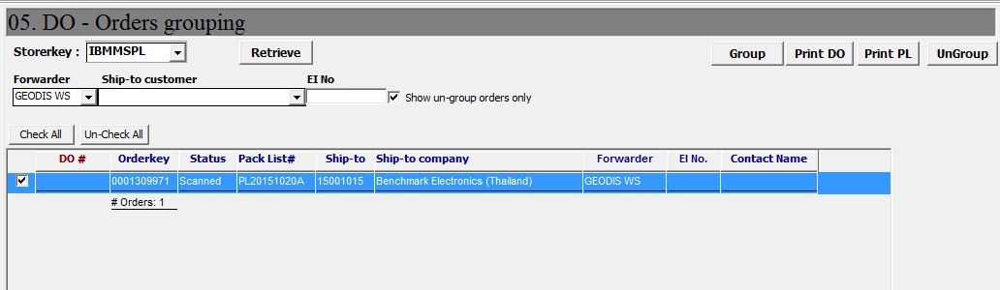 05. DO - Orders grouping
Storerkey : IBMMSPL Retrieve Group Print DO Print PL UnGroup
Forwarder Ship-to customer EI No
GEODIS WS Show un-group orders only
Check All Un-Check All
DO # Orderkey Status Pack List# Ship-to Ship-to company Forwarder EI No. Contact Name
0001309971 Scanned PL20151020A 15001015 Benchmark Electronics (Thailand) GEODIS WS
# Orders: 1